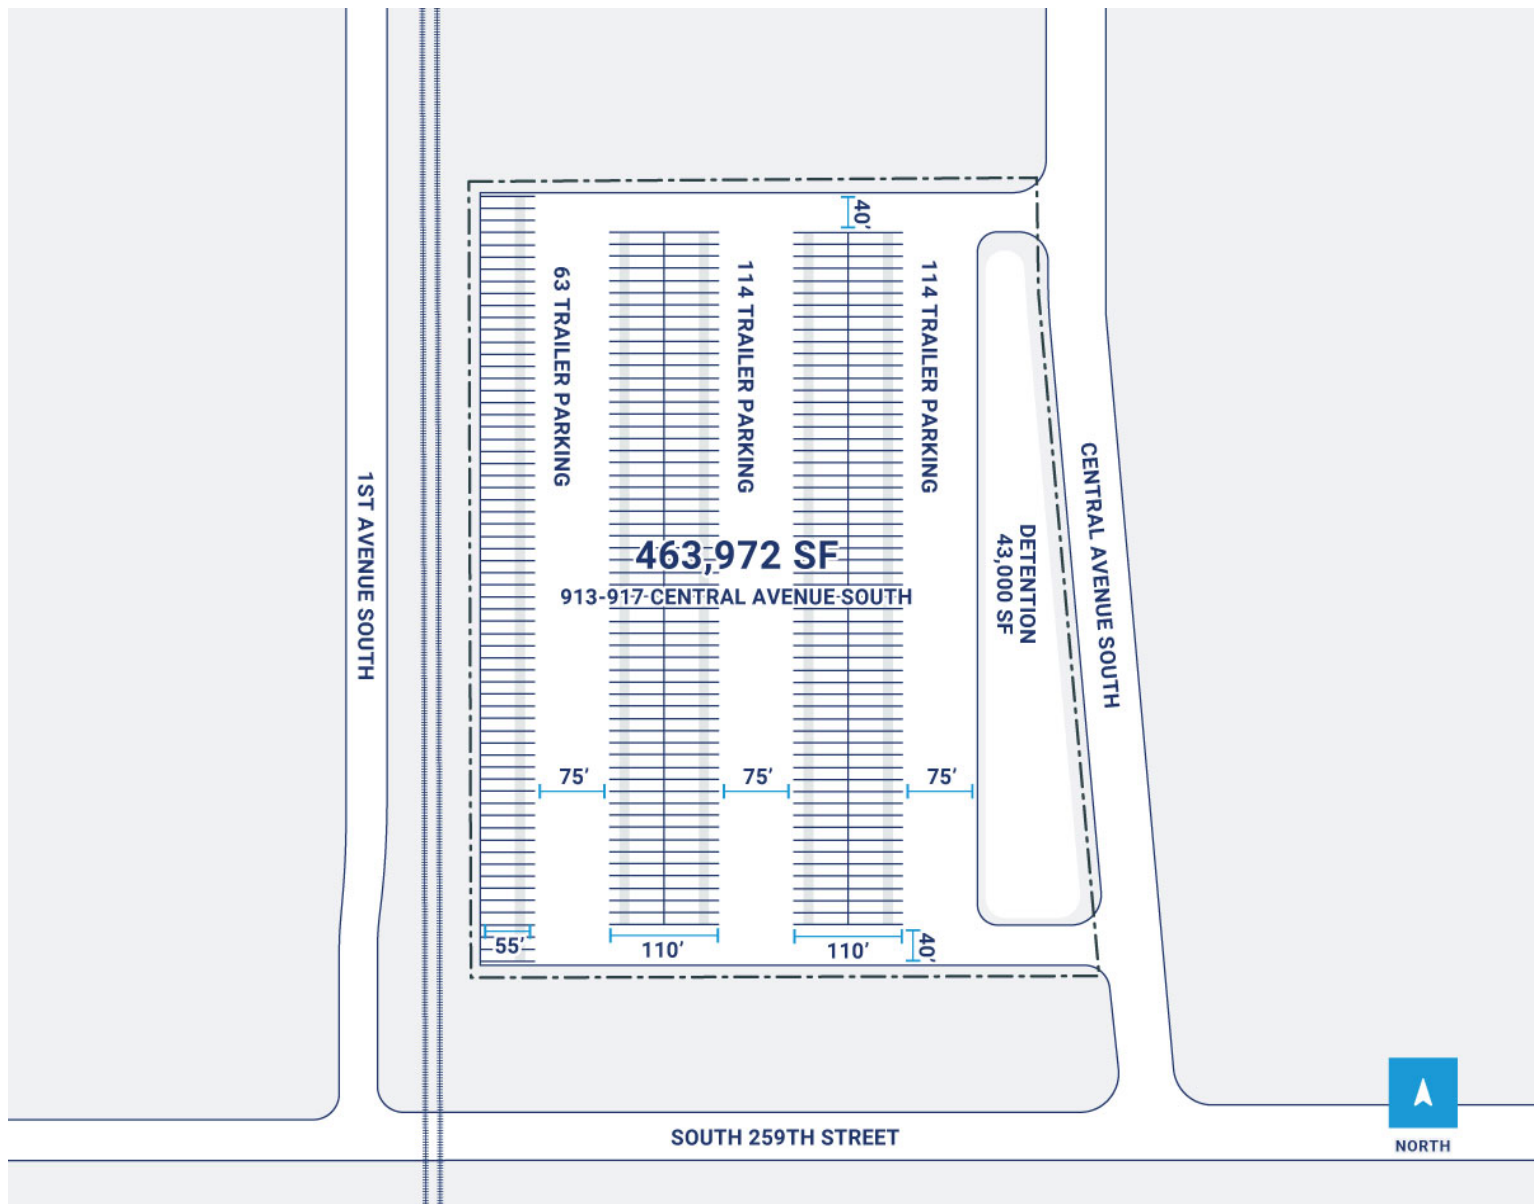 40’
63 TRAILER PARKING
114 TRAILER PARKING
114 TRAILER PARKING
1ST AVENUE SOUTH
CENTRAL AVENUE SOUTH
463,972 SF
913-917 CENTRAL AVENUE SOUTH
DETENTION
43,000 SF
75’
75’
75’
55’
110’
110’
40’
SOUTH 259TH STREET
NORTH